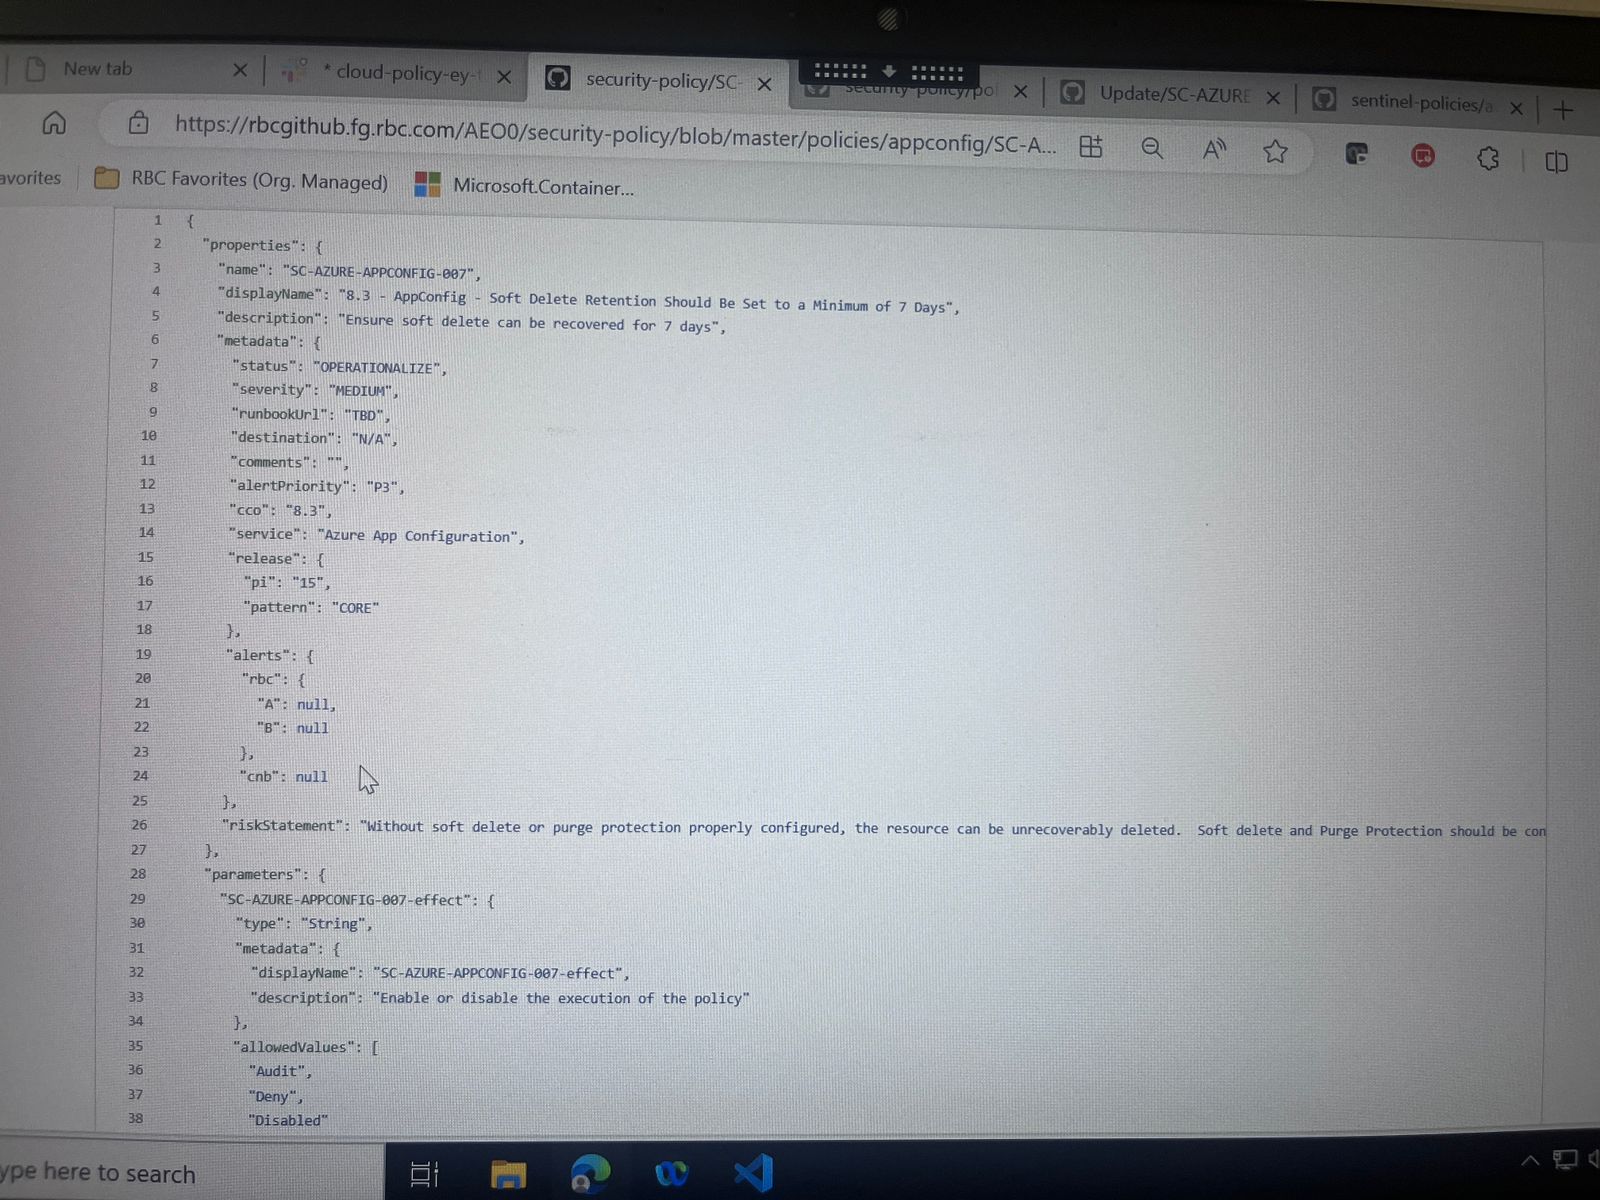 New tab
* cloud-policy-ey-t
security-policy/SC-
security-policy/pol
Update/SC-AZURE
sentinel-policies/a
https://rbcgithub.fg.rbc.com/AEO0/security-policy/blob/master/policies/appconfig/SC-A...
avorites
RBC Favorites (Org. Managed)
Microsoft.Container...
1 {
2 "properties": {
3 "name": "SC-AZURE-APPCONFIG-007",
4 "displayName": "8.3 - AppConfig - Soft Delete Retention Should Be Set to a Minimum of 7 Days",
5 "description": "Ensure soft delete can be recovered for 7 days",
6 "metadata": {
7 "status": "OPERATIONALIZE",
8 "severity": "MEDIUM",
9 "runbookUrl": "TBD",
10 "destination": "N/A",
11 "comments": "",
12 "alertPriority": "P3",
13 "cco": "8.3",
14 "service": "Azure App Configuration",
15 "release": {
16 "pi": "15",
17 "pattern": "CORE"
18 },
19 "alerts": {
20 "rbc": {
21 "A": null,
22 "B": null
23 },
24 "cnb": null
25 },
26 "riskStatement": "Without soft delete or purge protection properly configured, the resource can be unrecoverably deleted.  Soft delete and Purge Protection should be con
27 },
28 "parameters": {
29 "SC-AZURE-APPCONFIG-007-effect": {
30 "type": "String",
31 "metadata": {
32 "displayName": "SC-AZURE-APPCONFIG-007-effect",
33 "description": "Enable or disable the execution of the policy"
34 },
35 "allowedValues": [
36 "Audit",
37 "Deny",
38 "Disabled"
ype here to search